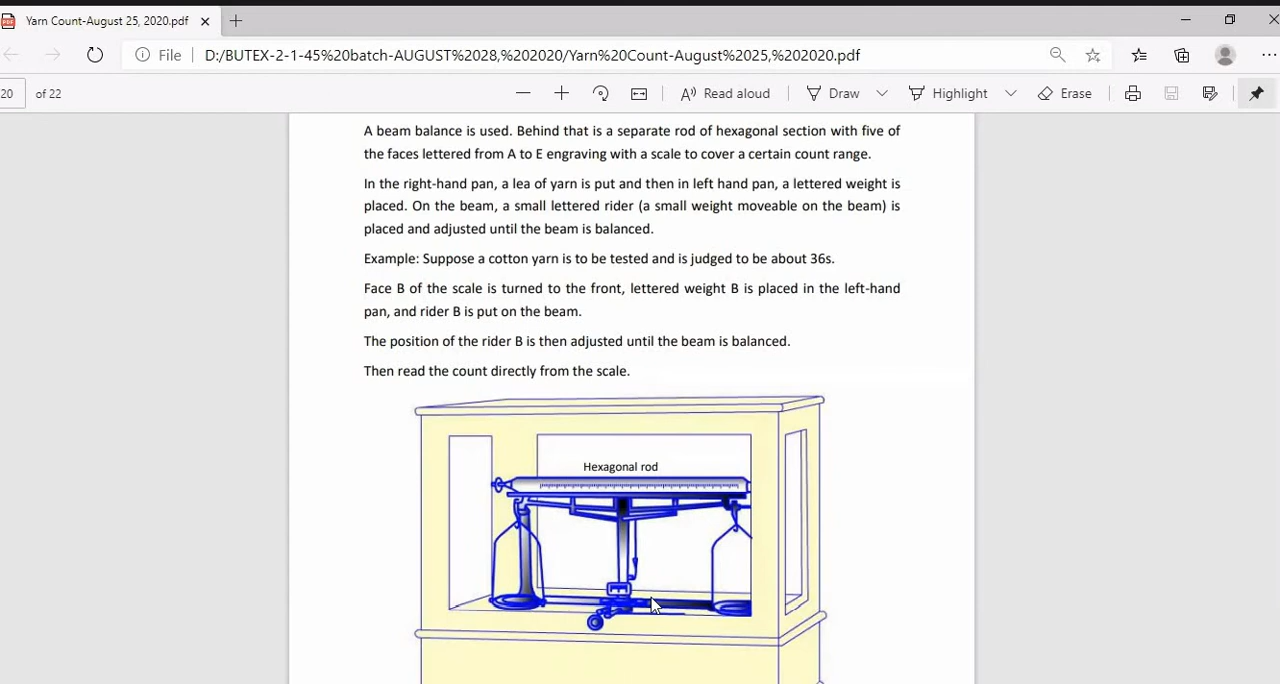 Yarn Count-August 25, 2020.pdf
File D:/BUTEX-2-1-45%20batch-AUGUST%2028,%202020/Yarn%20Count-August%2025,%202020.pdf
20 of 22 Read aloud Draw Highlight Erase
A beam balance is used. Behind that is a separate rod of hexagonal section with five of
the faces lettered from A to E engraving with a scale to cover a certain count range.
In the right-hand pan, a lea of yarn is put and then in left hand pan, a lettered weight is
placed. On the beam, a small lettered rider (a small weight moveable on the beam) is
placed and adjusted until the beam is balanced.
Example: Suppose a cotton yarn is to be tested and is judged to be about 36s.
Face B of the scale is turned to the front, lettered weight B is placed in the left-hand
pan, and rider B is put on the beam.
The position of the rider B is then adjusted until the beam is balanced.
Then read the count directly from the scale.
Hexagonal rod